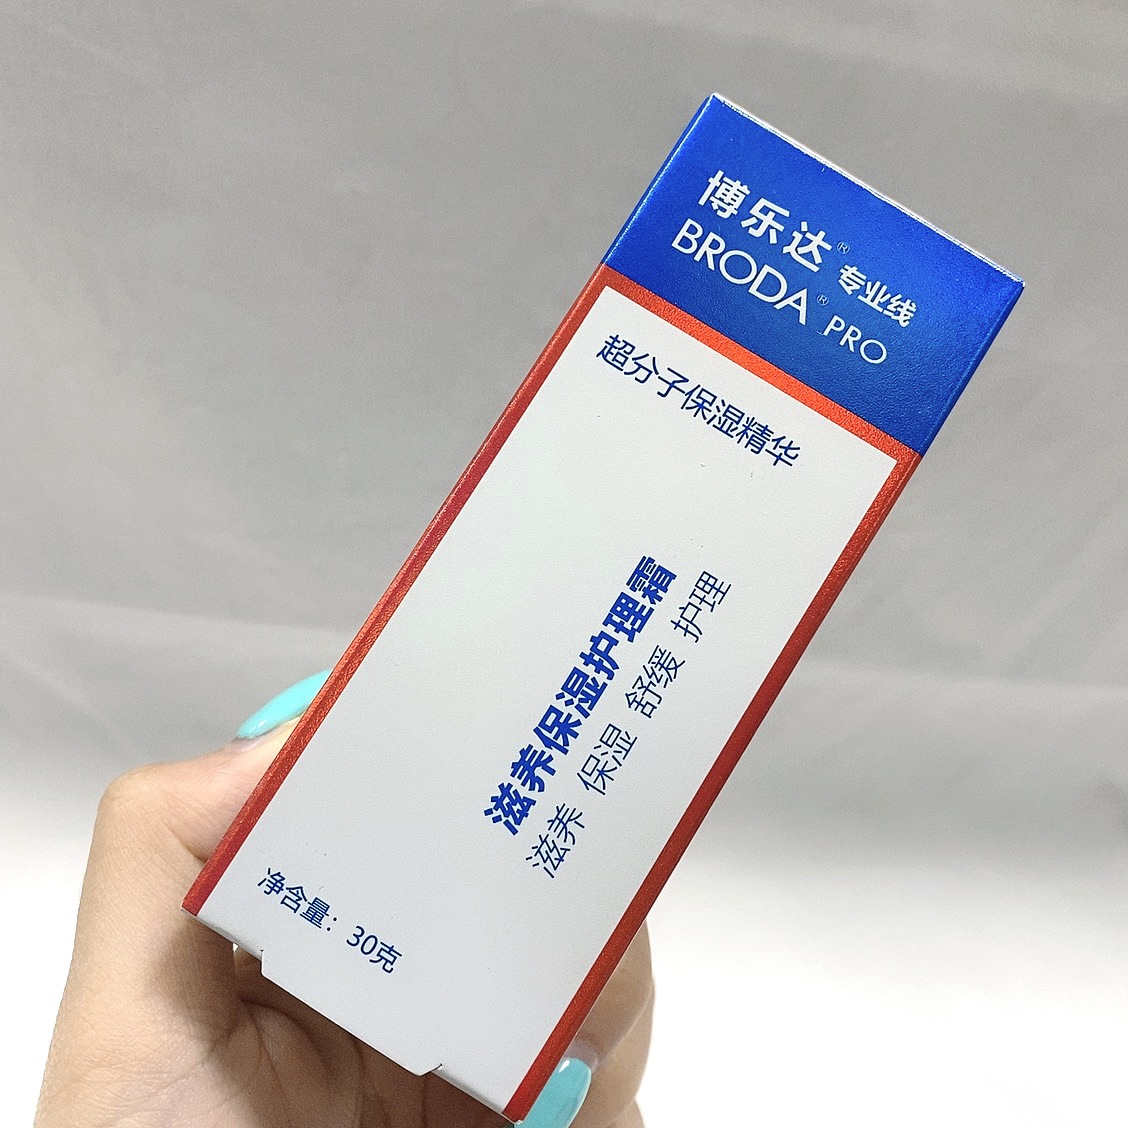 博乐达® 专业线
BRODA® PRO
超分子保湿精华
滋养保湿护理霜
滋养 保湿 舒缓 护理
净含量：30克